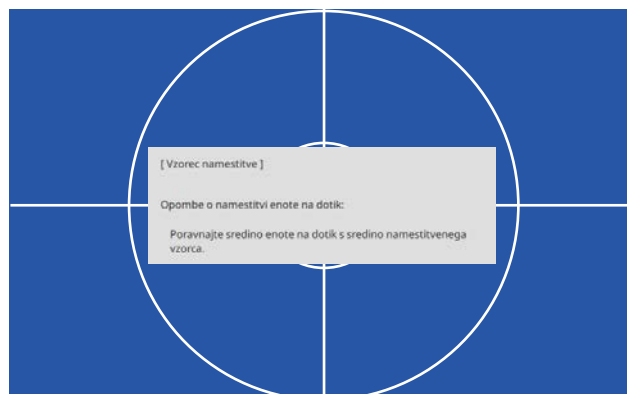 [ Vzorec namestitve ]
Opombe o namestitvi enote na dotik:
Poravnajte sredino enote na dotik s sredino namestitvenega
vzorca.